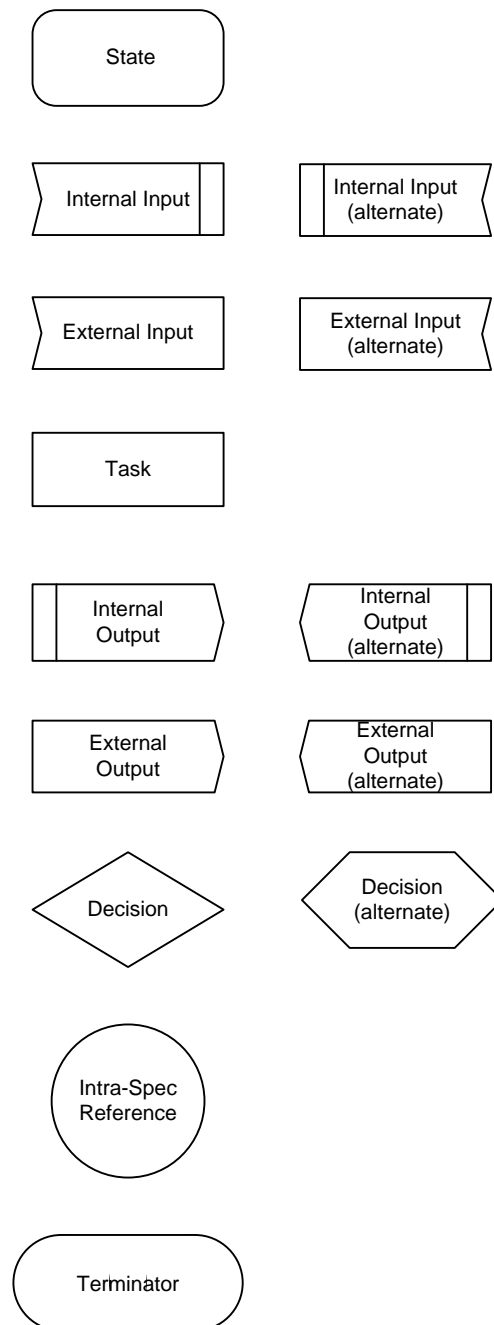 State
Internal Input
Internal Input
(alternate)
External Input
External Input
(alternate)
Task
Internal
Output
Internal
Output
(alternate)
External
Output
External
Output
(alternate)
Decision
Decision
(alternate)
Intra-Spec
Reference
Terminator